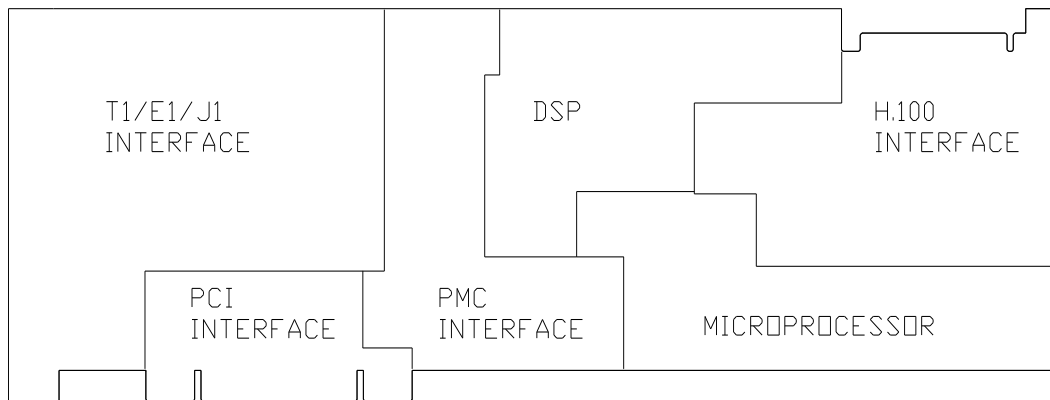 T1/E1/J1
INTERFACE
DSP
H.100
INTERFACE
PCI
INTERFACE
PMC
INTERFACE
MICROPROCESSOR